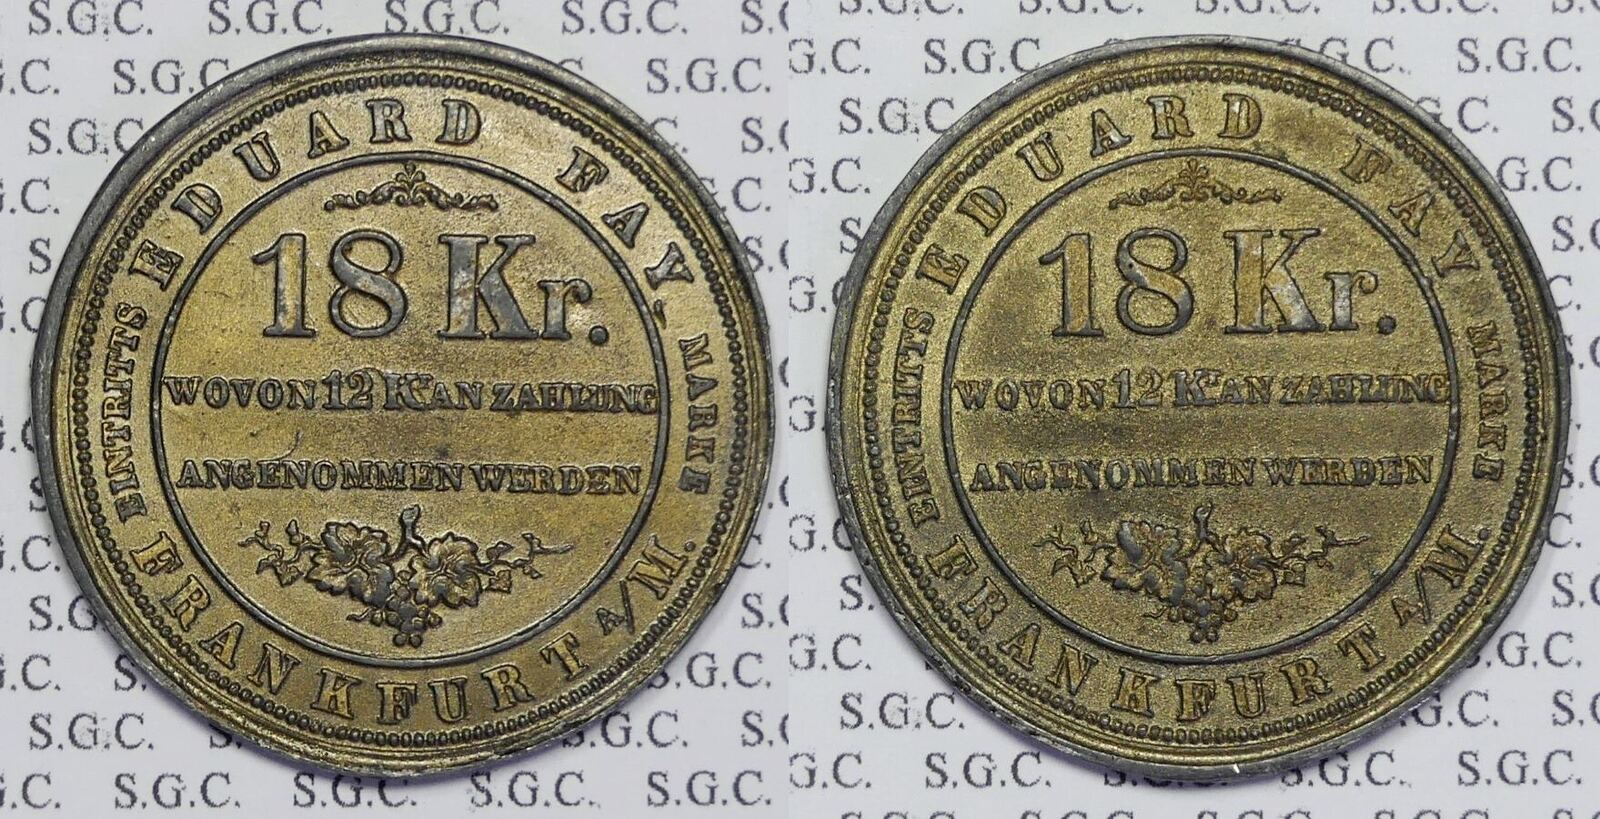 EDUARD FAY
EINTRITTS MARKE
FRANKFURT A/M.
18 Kr.
WOVON 12 Kr AN ZAHLUNG
ANGENOMMEN WERDEN
EDUARD FAY
EINTRITTS MARKE
FRANKFURT A/M.
18 Kr.
WOVON 12 Kr AN ZAHLUNG
ANGENOMMEN WERDEN
S.G.C. S.G.C. S.G.C. S.G.C.